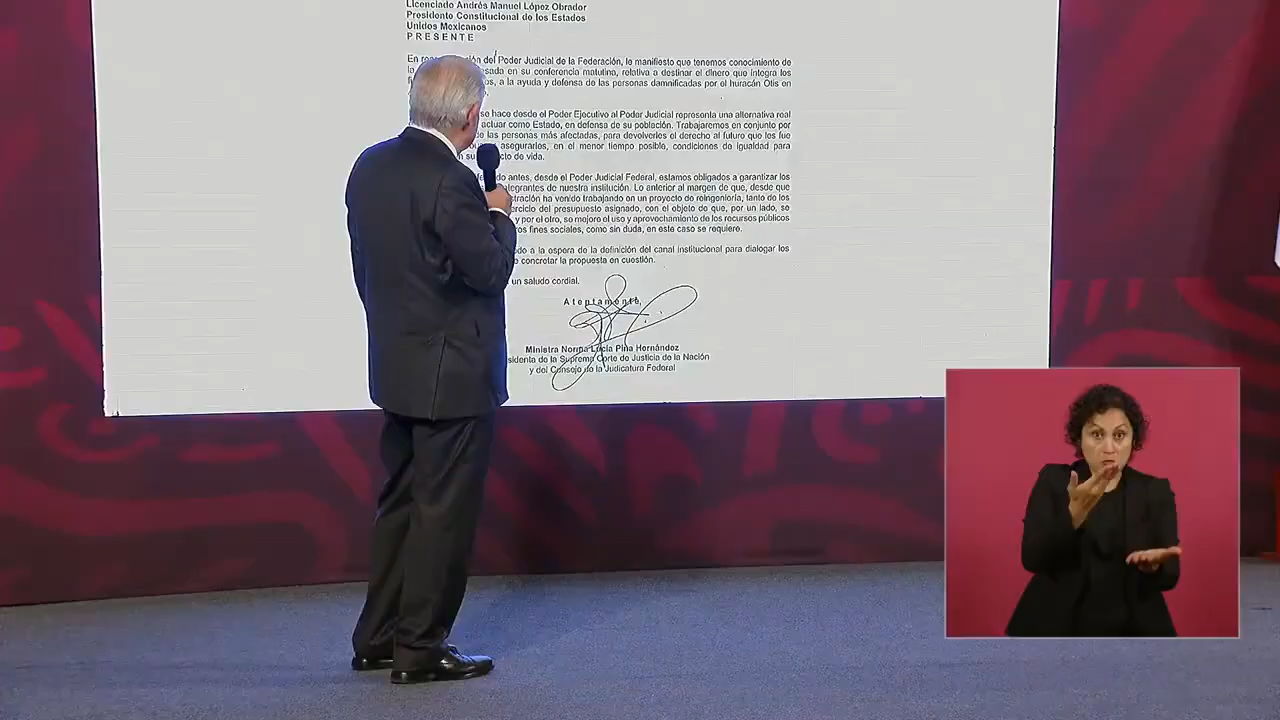 Licenciado Andrés Manuel López Obrador
Presidente Constitucional de los Estados
Unidos Mexicanos
P R E S E N T E
En del Poder Judicial de la Federación, le manifiesto que tenemos conocimiento de
la en su conferencia matutina, relativa a destinar el dinero que integra los
a la ayuda y defensa de las personas damnificadas por el huracán Otis en
se hace desde el Poder Ejecutivo al Poder Judicial representa una alternativa real
actuar como Estado, en defensa de su población. Trabajaremos en conjunto por
de las personas más afectadas, para devolverles el derecho al futuro que les fue
asegurarles, en el menor tiempo posible, condiciones de igualdad para
de vida.
antes, desde el Poder Judicial Federal, estamos obligados a garantizar los
integrantes de nuestra institución. Lo anterior al margen de que, desde que
ha venido trabajando en un proyecto de reingeniería, tanto de los
del presupuesto asignado, con el objeto de que, por un lado, se
y por el otro, se mejore el uso y aprovechamiento de los recursos públicos
fines sociales, como sin duda, en este caso se requiere.
a la espera de la definición del canal institucional para dialogar los
concretar la propuesta en cuestión.
un saludo cordial.
A t e n t a m e n t e,
Ministra Norma Lucía Piña Hernández
de la Suprema Corte de Justicia de la Nación
y del Consejo de la Judicatura Federal